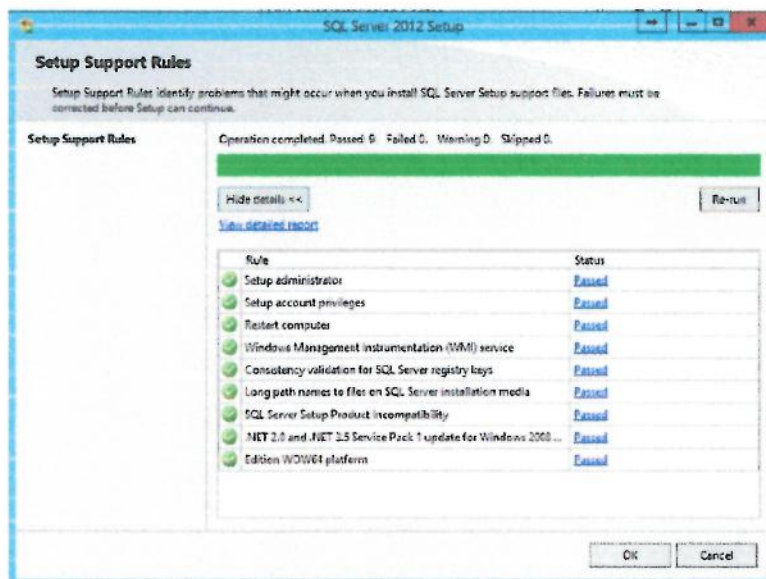 SQL Server 2012 Setup
Setup Support Rules
Setup Support Rules identify problems that might occur when you install SQL Server Setup support files. Failures must be
corrected before Setup can continue.
Setup Support Rules
Operation completed. Passed: 9. Failed 0. Warning 0. Skipped 0.
Hide details <<
Re-run
View detailed report
Rule Status
Setup administrator Passed
Setup account privileges Passed
Restart computer Passed
Windows Management Instrumentation (WMI) service Passed
Consistency validation for SQL Server registry keys Passed
Long path names to files on SQL Server installation media Passed
SQL Server Setup Product Incompatibility Passed
.NET 2.0 and .NET 3.5 Service Pack 1 update for Windows 2008 ... Passed
Edition WOW64 platform Passed
OK Cancel